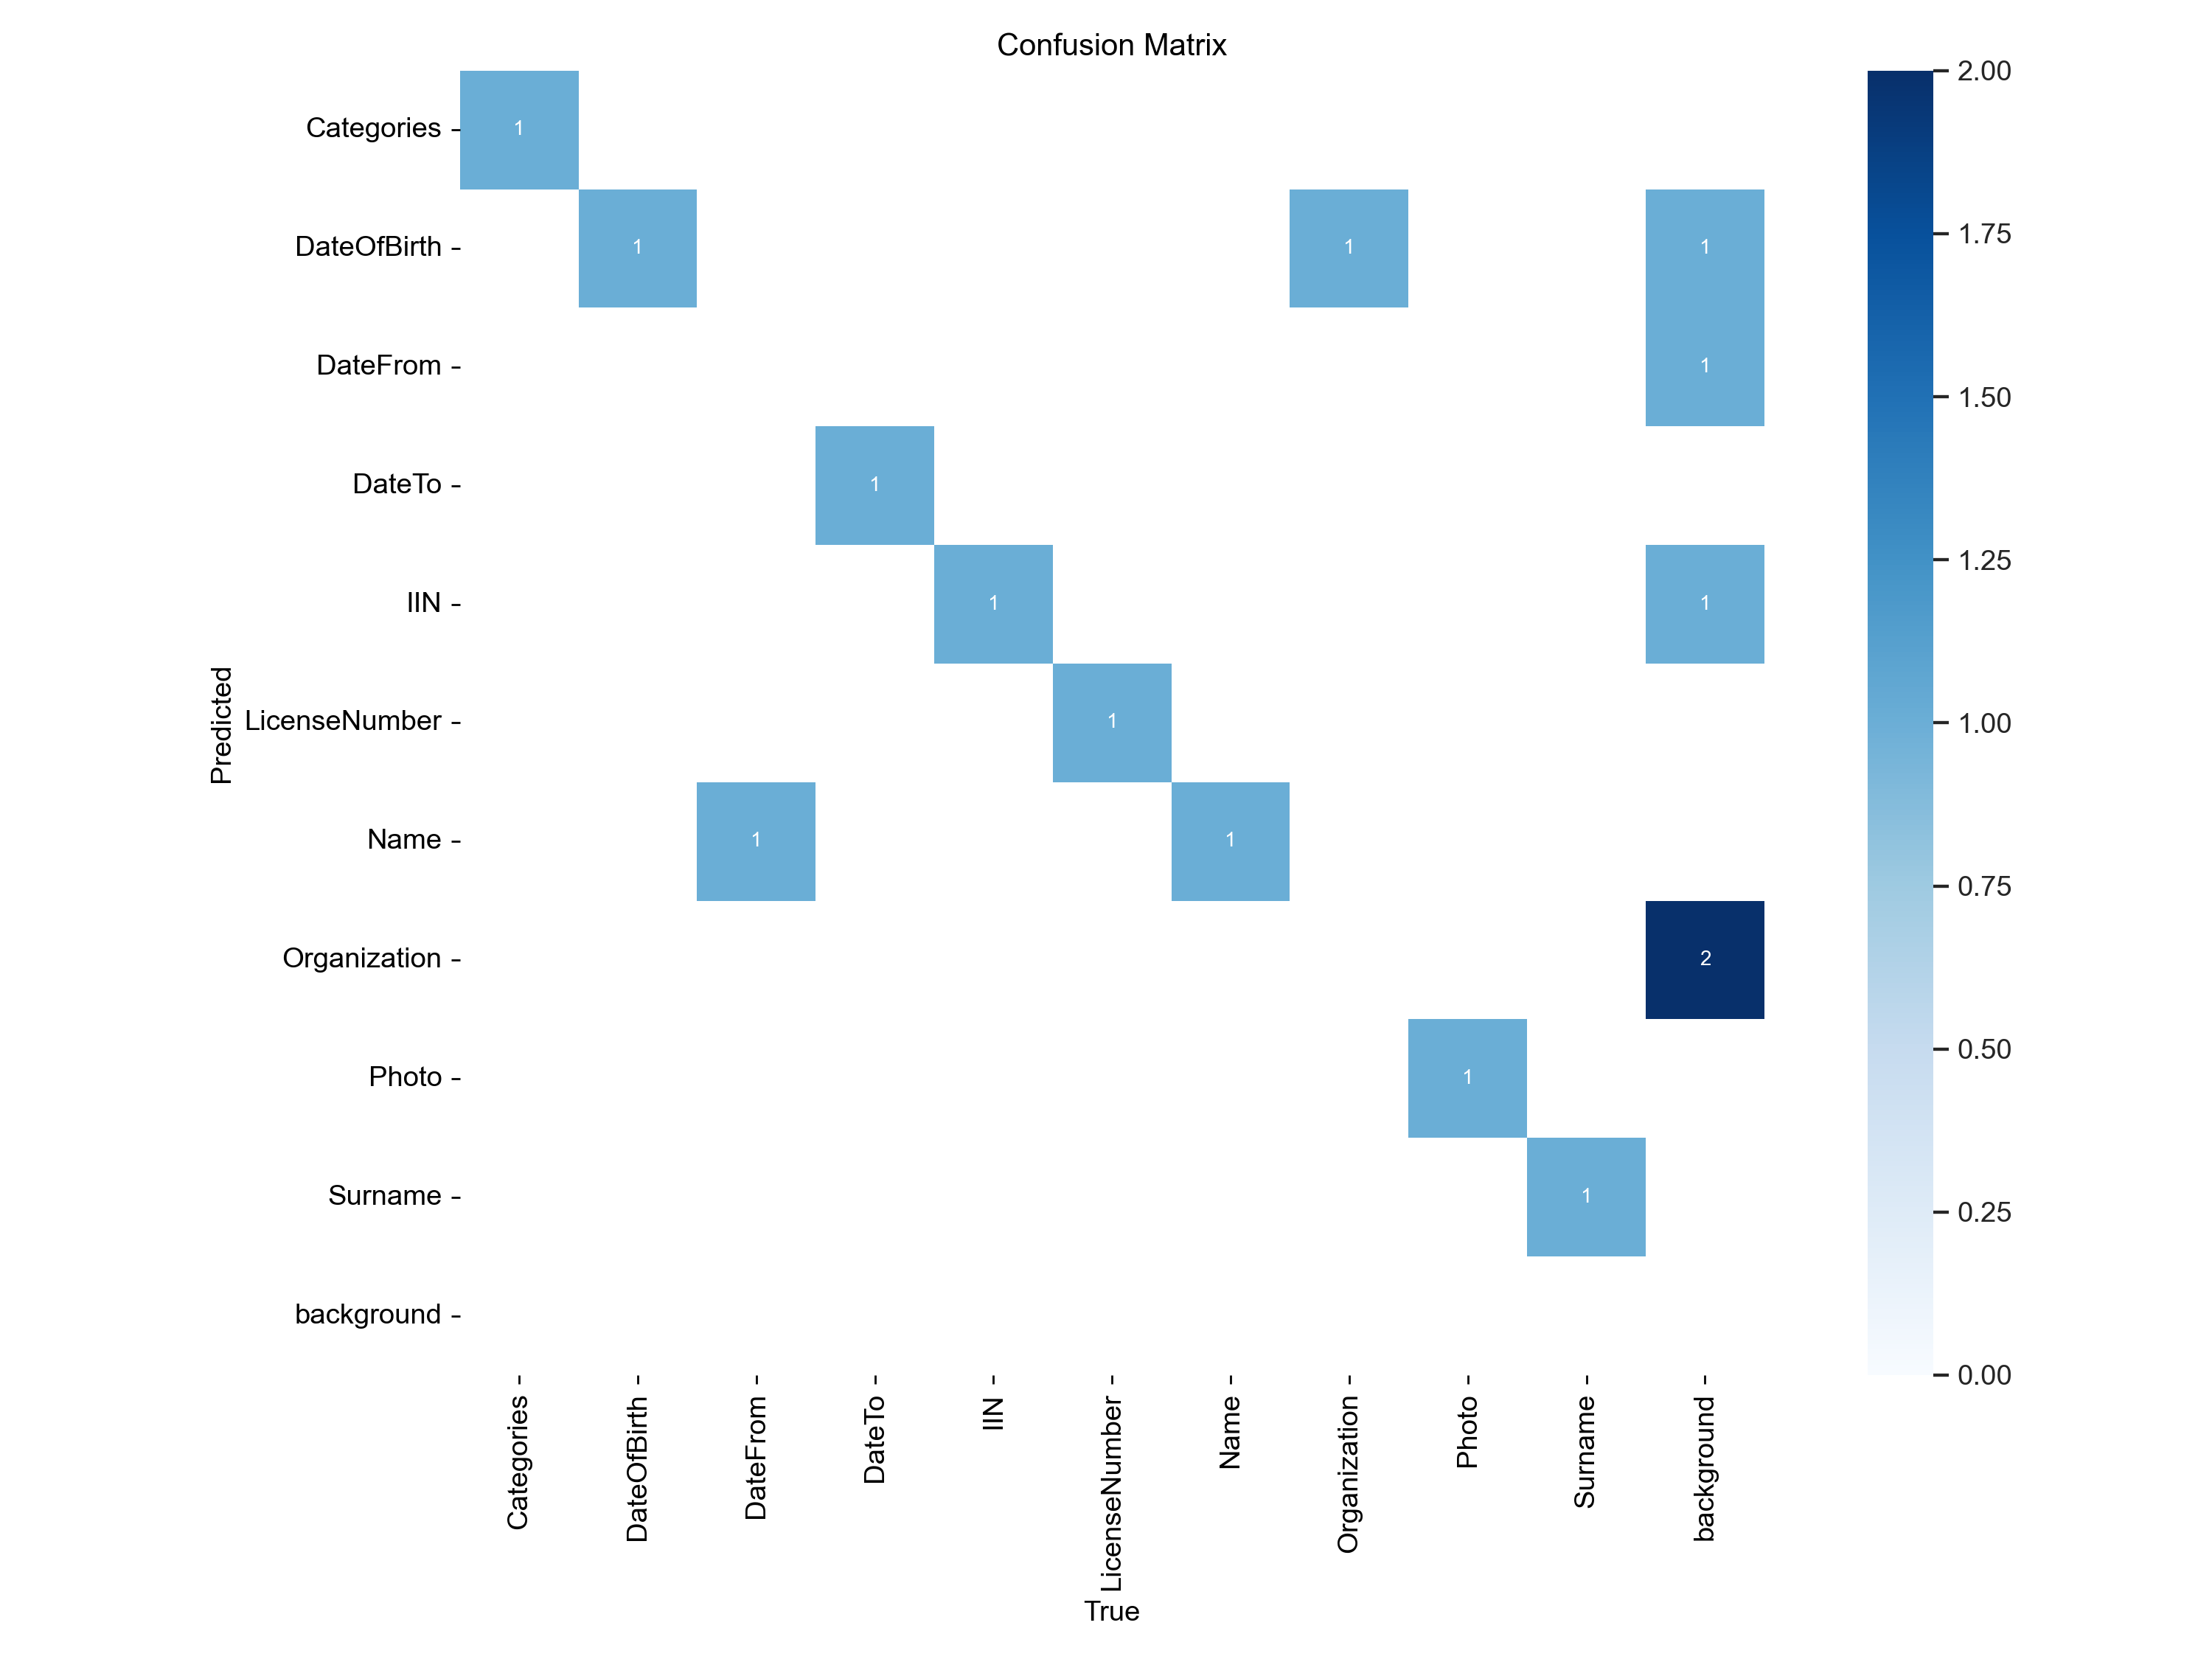 Confusion Matrix
Categories
DateOfBirth
DateFrom
DateTo
IIN
LicenseNumber
Name
Organization
Photo
Surname
background
Predicted
1
1 1 1
1
1
1 1
1
1 1
2
1
1
Categories
DateOfBirth
DateFrom
DateTo
IIN
LicenseNumber
Name
Organization
Photo
Surname
background
True
2.00
1.75
1.50
1.25
1.00
0.75
0.50
0.25
0.00